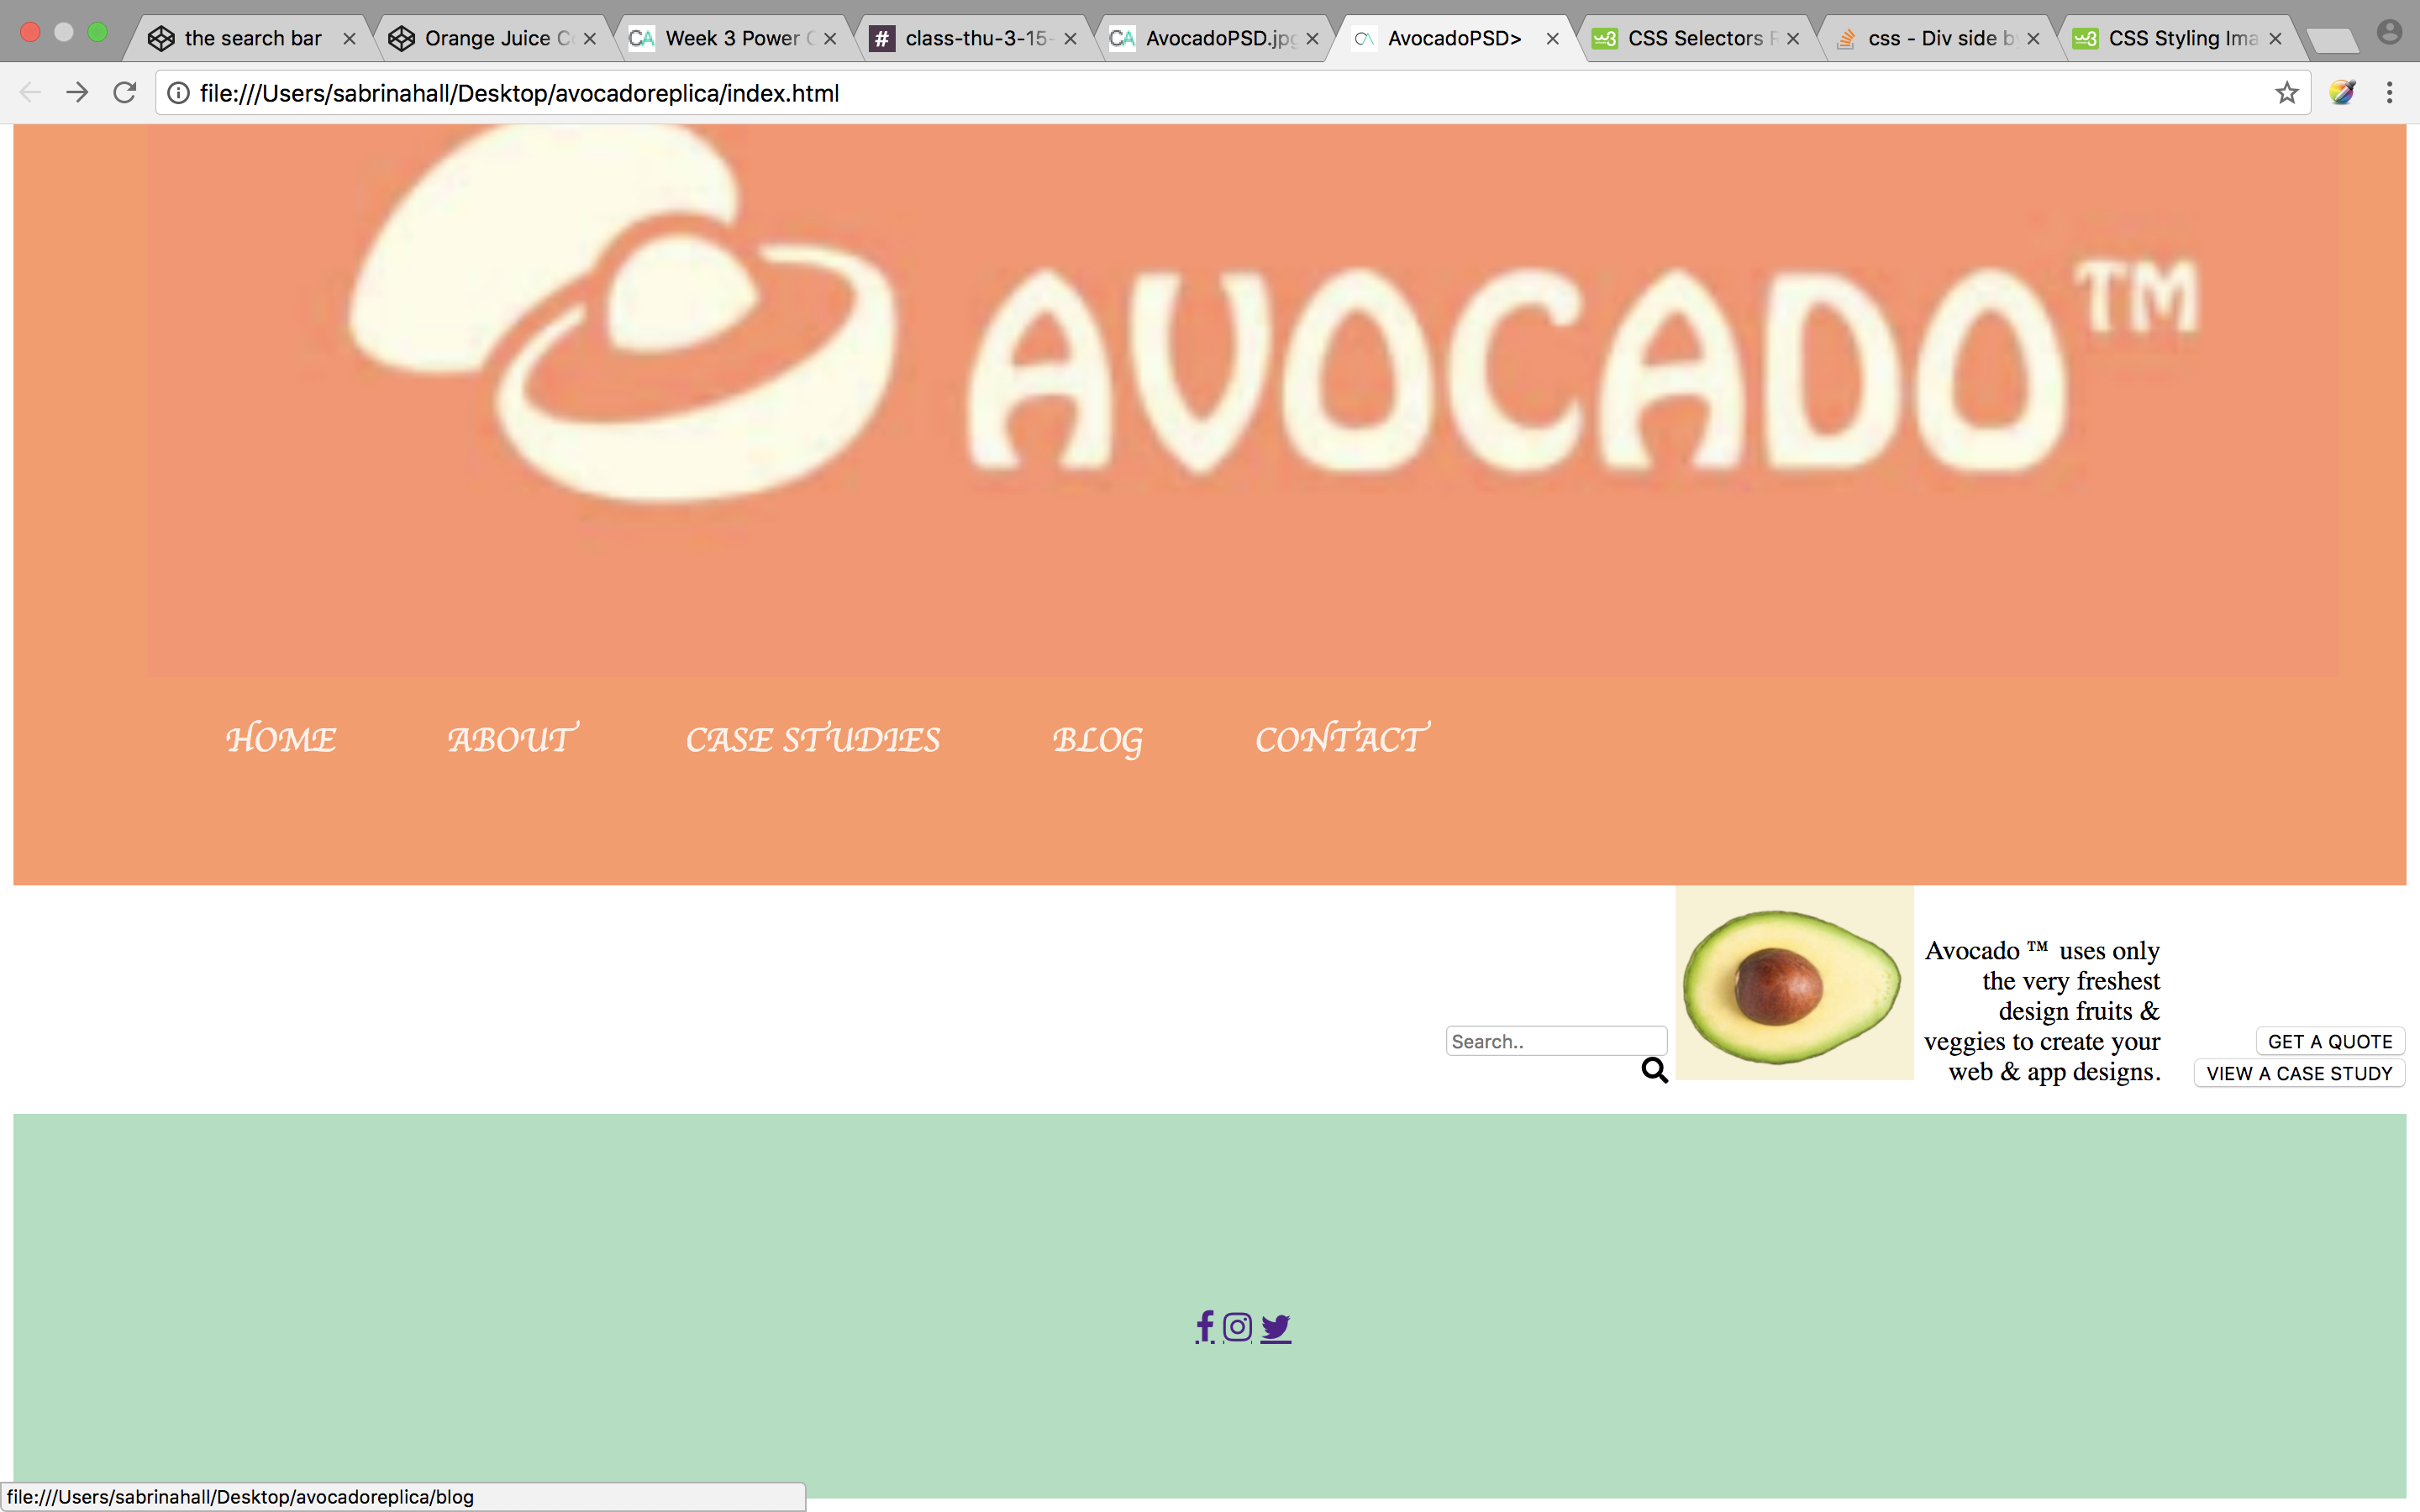 the search bar
Orange Juice C
Week 3 Power
#
class-thu-3-15-
CA
AvocadoPSD.jpg
AvocadoPSD>
CSS Selectors
css - Div side b
CSS Styling Ima
file:///Users/sabrinahall/Desktop/avocadoreplica/index.html
AVOCADO™
HOME ABOUT CASE STUDIES BLOG CONTACT
Search..
Avocado ™ uses only
the very freshest
design fruits &
veggies to create your
web & app designs.
GET A QUOTE
VIEW A CASE STUDY
file:///Users/sabrinahall/Desktop/avocadoreplica/blog